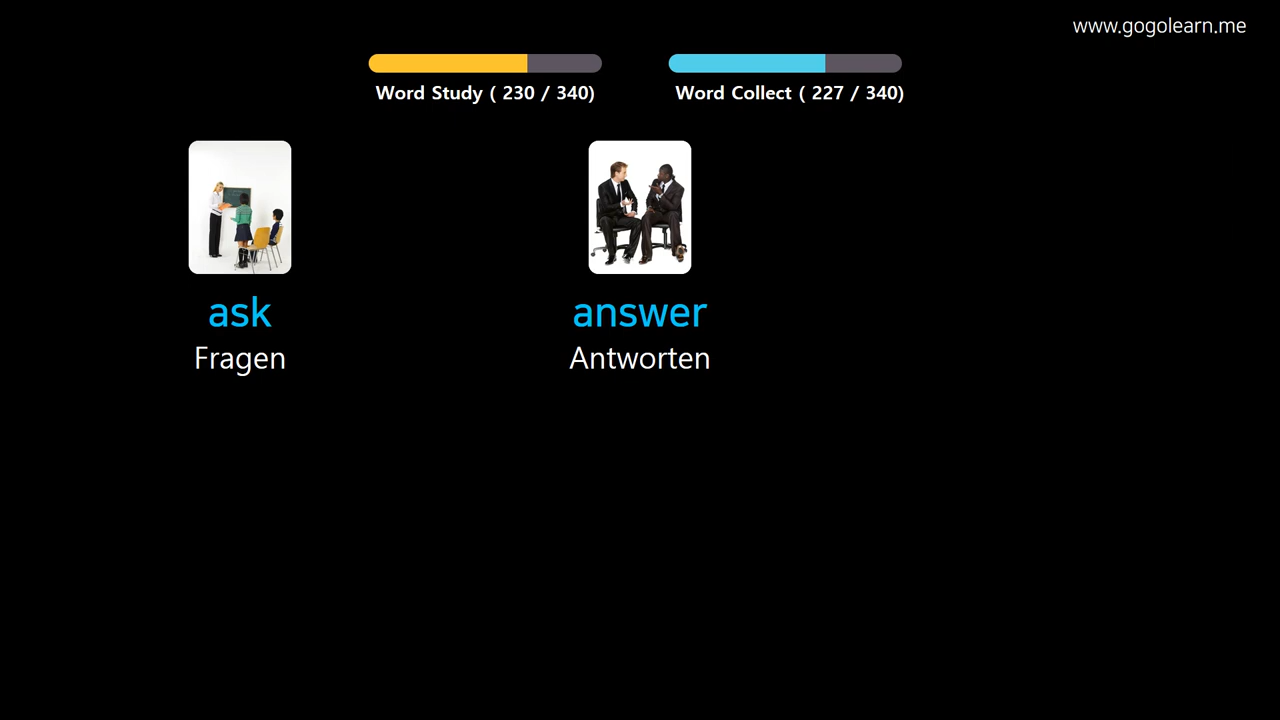 www.gogolearn.me
Word Study ( 230 / 340)
Word Collect ( 227 / 340)
ask
Fragen
answer
Antworten